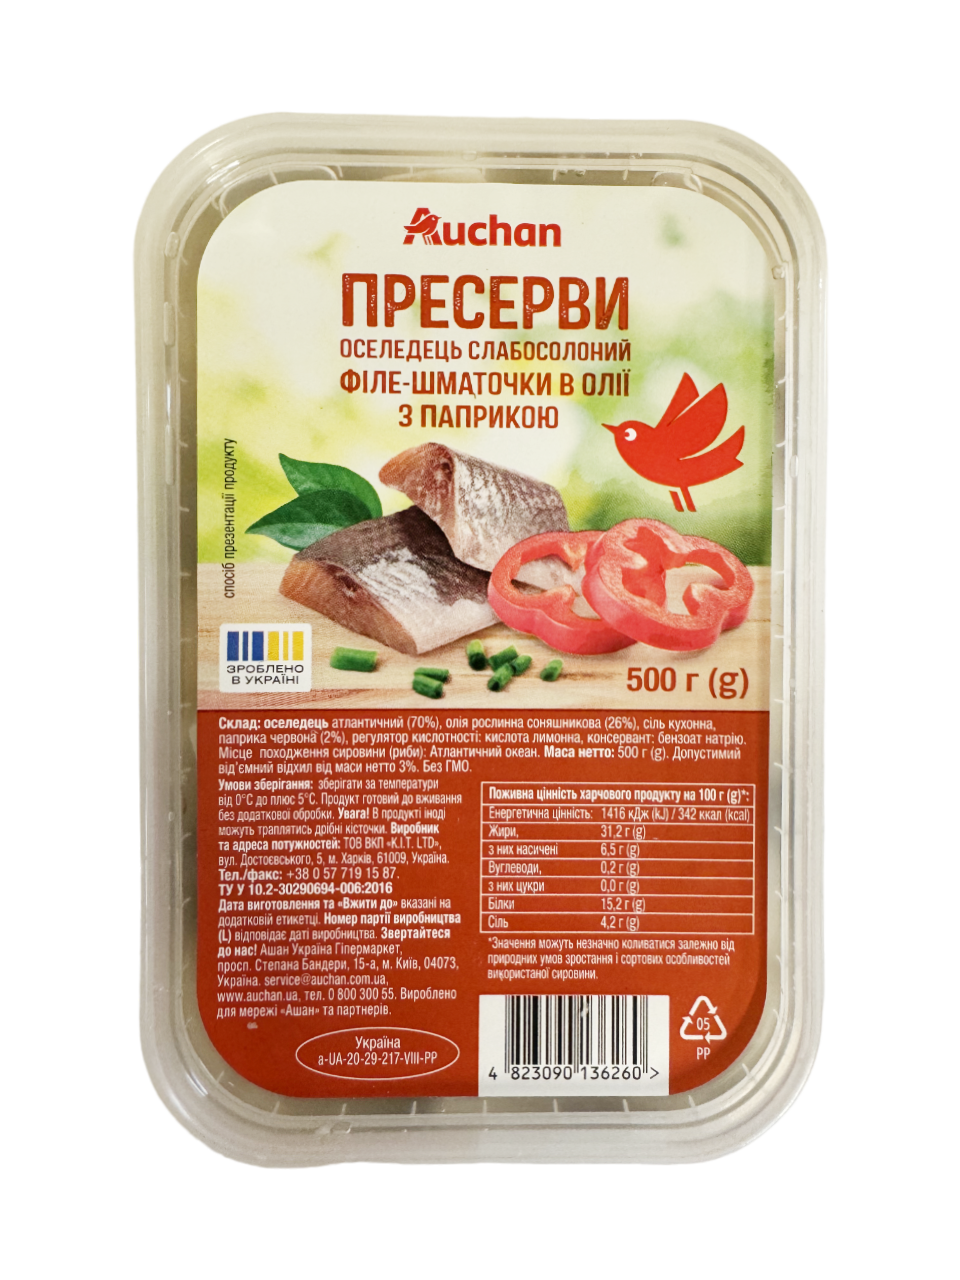 Auchan
ПРЕСЕРВИ
ОСЕЛЕДЕЦЬ СЛАБОСОЛОНИЙ
ФІЛЕ-ШМАТОЧКИ В ОЛІЇ
З ПАПРИКОЮ
спосіб презентації продукту
ЗРОБЛЕНО
В УКРАЇНІ
500 г (g)
Склад: оселедець атлантичний (70%), олія рослинна соняшникова (26%), сіль кухонна,
паприка червона (2%), регулятор кислотності: кислота лимонна, консервант: бензоат натрію.
Місце походження сировини (риби): Атлантичний океан. Маса нетто: 500 г (g). Допустимий
від'ємний відхил від маси нетто 3%. Без ГМО.
Умови зберігання: зберігати за температури
від 0°С до плюс 5°С. Продукт готовий до вживання
без додаткової обробки. Увага! В продукті іноді
можуть траплятись дрібні кісточки. Виробник
та адреса потужностей: ТОВ ВКП «K.I.T. LTD»,
вул. Достоєвського, 5, м. Харків, 61009, Україна.
Тел./факс: +38 0 57 719 15 87.
ТУ У 10.2-30290694-006:2016
Дата виготовлення та «Вжити до» вказані на
додатковій етикетці. Номер партії виробництва
(L) відповідає даті виробництва. Звертайтеся
до нас! Ашан Україна Гіпермаркет,
просп. Степана Бандери, 15-а, м. Київ, 04073,
Україна. service@auchan.com.ua,
www.auchan.ua, тел. 0 800 300 55. Вироблено
для мережі «Ашан» та партнерів.
Поживна цінність харчового продукту на 100 г (g)*:
Енергетична цінність: 1416 кДж (kJ) / 342 ккал (kcal)
Жири, 31,2 г (g)
з них насичені 6,5 г (g)
Вуглеводи, 0,2 г (g)
з них цукри 0,0 г (g)
Білки 15,2 г (g)
Сіль 4,2 г (g)
*Значення можуть незначно коливатися залежно від
природних умов зростання і сортових особливостей
використаної сировини.
Україна
a-UA-20-29-217-VIII-PP
4 823090 136260 >
05
PP